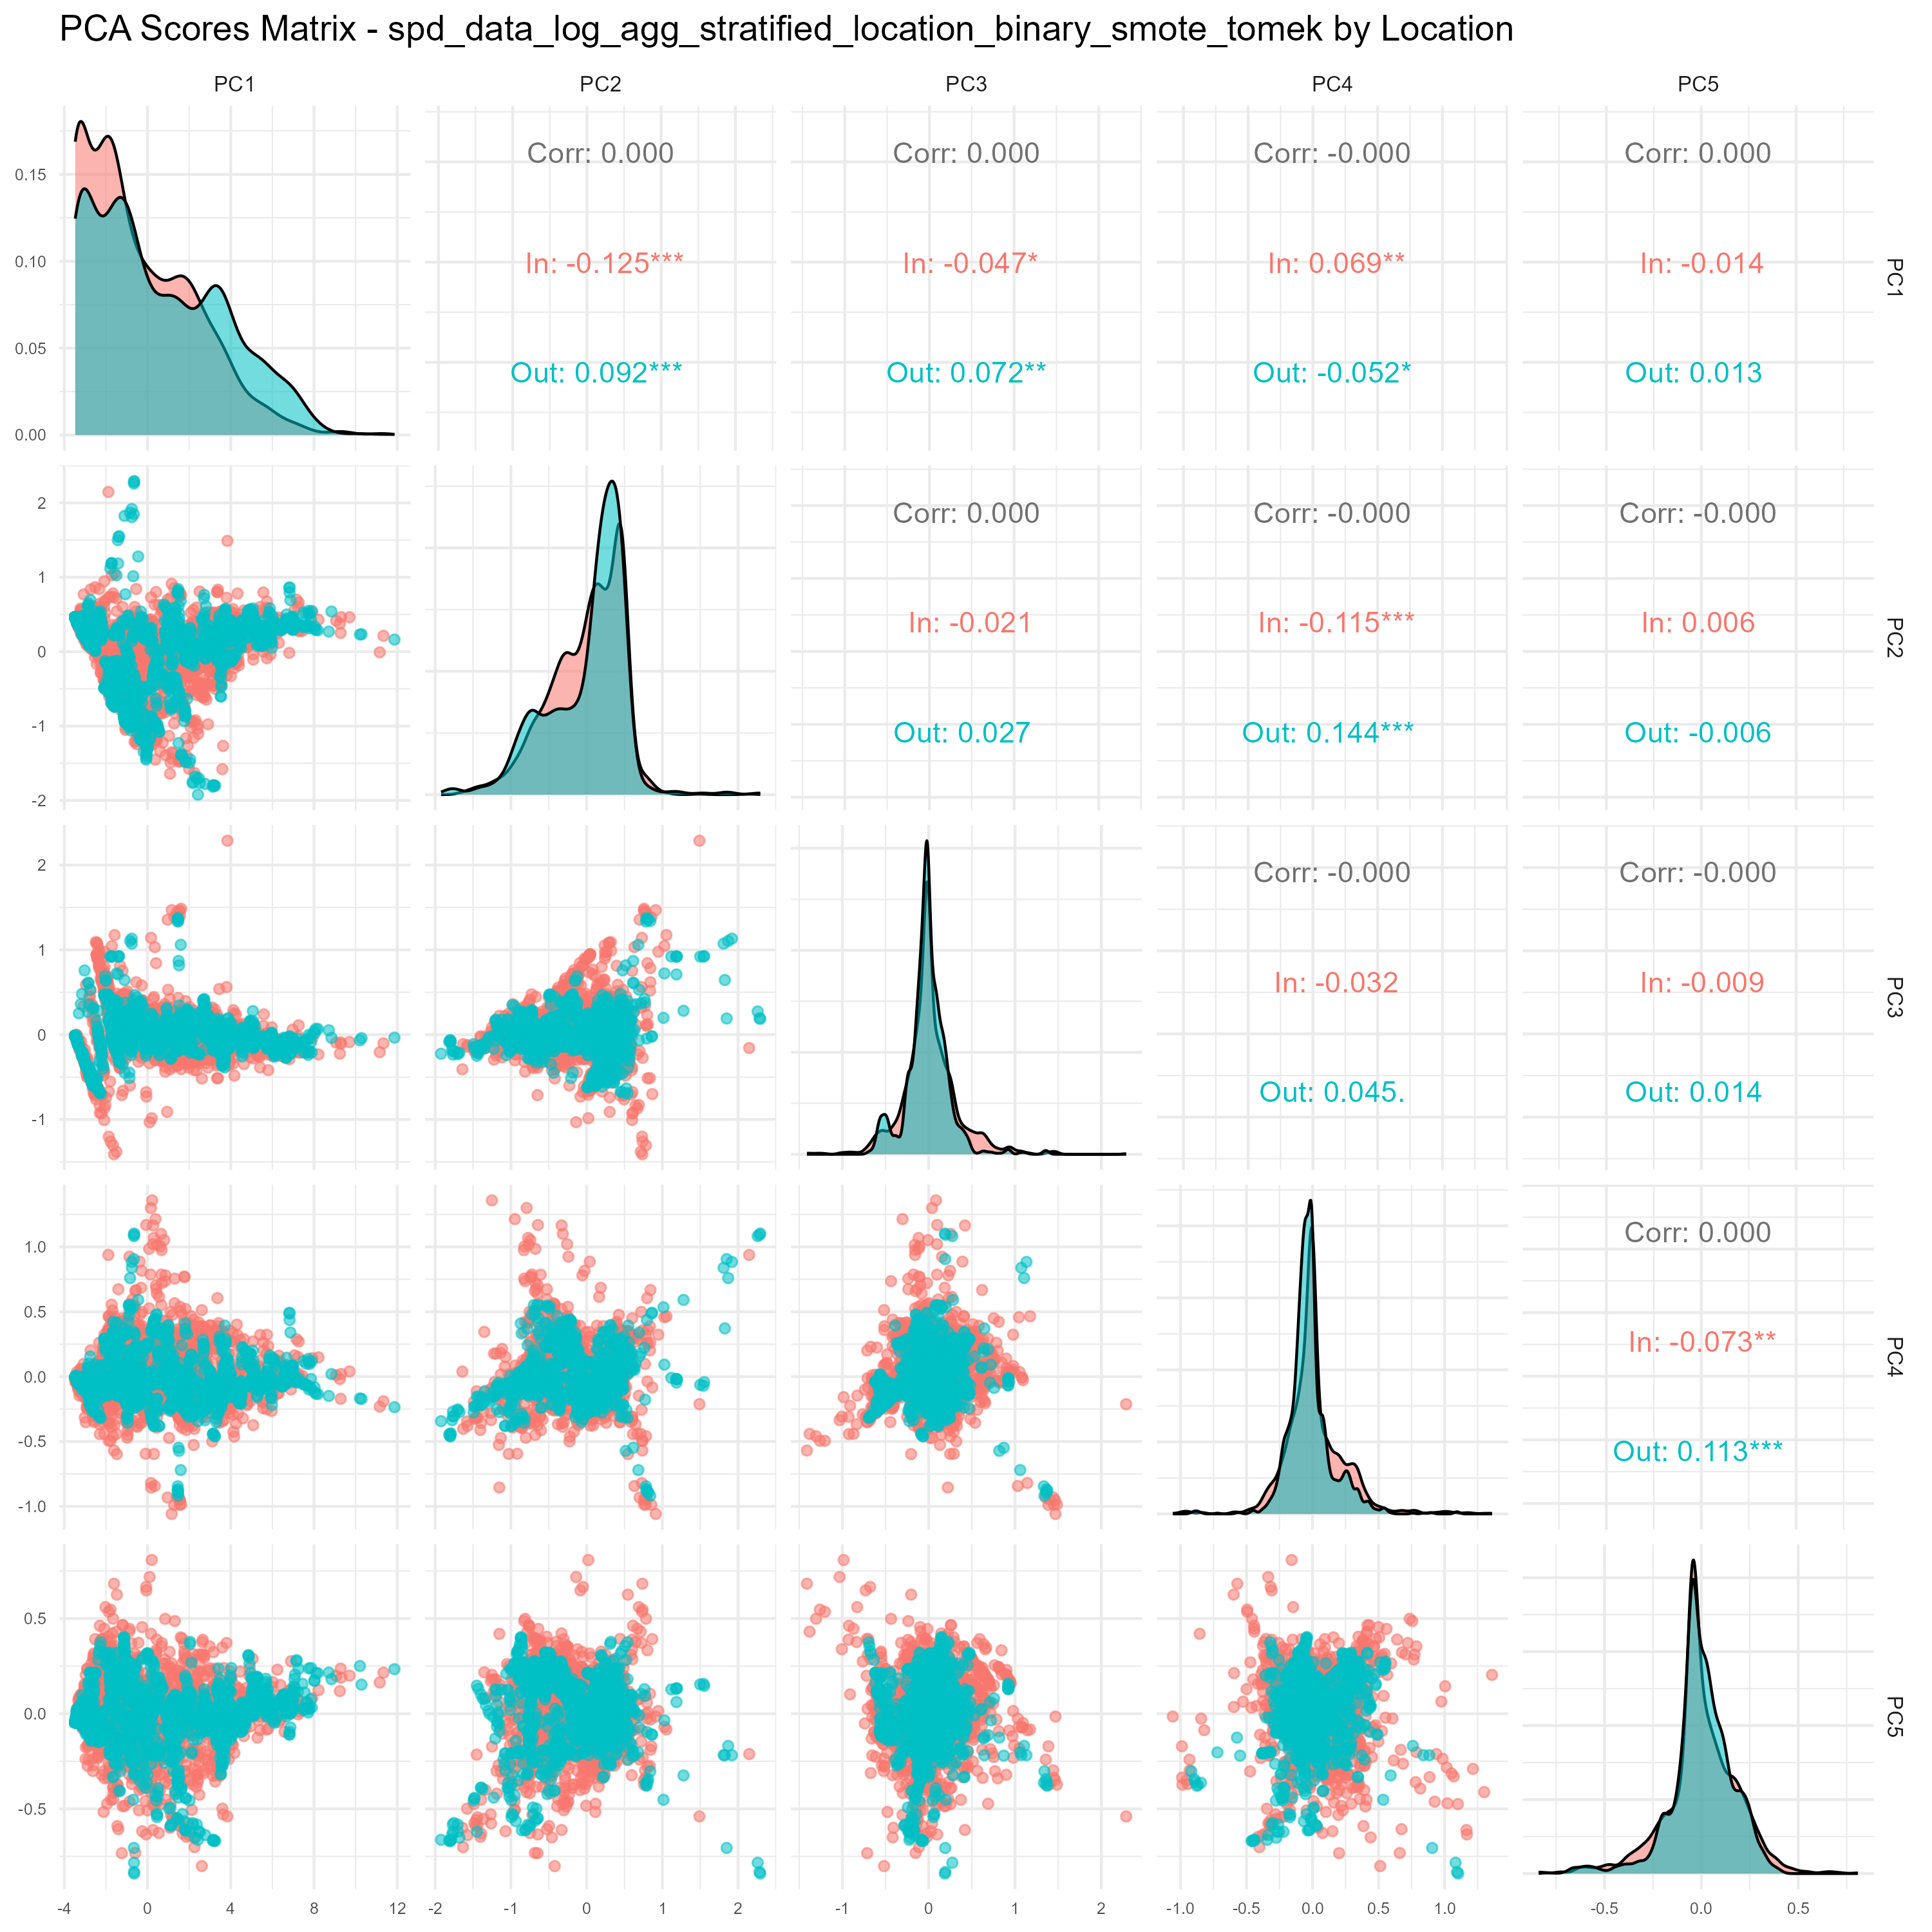 PCA Scores Matrix - spd_data_log_agg_stratified_location_binary_smote_tomek by Location
PC1 PC2 PC3 PC4 PC5
0.15
0.10
0.05
0.00
Corr: 0.000
In: -0.125***
Out: 0.092***
Corr: 0.000
In: -0.047*
Out: 0.072**
Corr: -0.000
In: 0.069**
Out: -0.052*
Corr: 0.000
In: -0.014
Out: 0.013
PC1
2
1
0
-1
-2
Corr: 0.000
In: -0.021
Out: 0.027
Corr: -0.000
In: -0.115***
Out: 0.144***
Corr: -0.000
In: 0.006
Out: -0.006
PC2
2
1
0
-1
Corr: -0.000
In: -0.032
Out: 0.045.
Corr: -0.000
In: -0.009
Out: 0.014
PC3
1.0
0.5
0.0
-0.5
-1.0
Corr: 0.000
In: -0.073**
Out: 0.113***
PC4
0.5
0.0
-0.5
PC5
-4 0 4 8 12
-2 -1 0 1 2
-1 0 1 2
-1.0 -0.5 0.0 0.5 1.0
-0.5 0.0 0.5